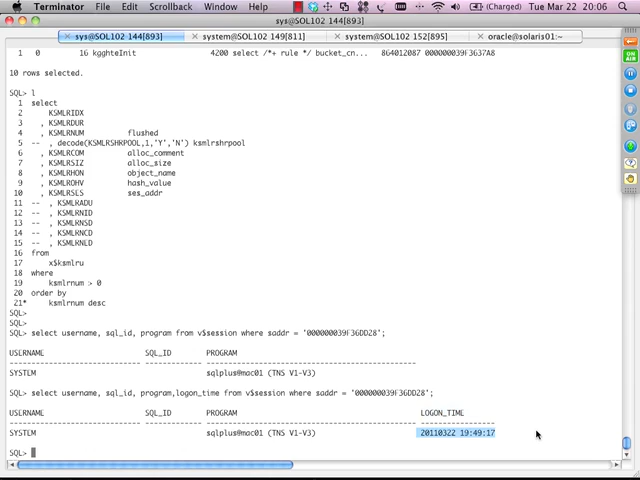 Terminator File Edit Scrollback Window Help (Charged) Tue Mar 22 20:06
sys@SOL102 144[893]
sys@SOL102 144[893] system@SOL102 149[811] system@SOL102 152[895] oracle@solaris01:~
1 0 16 kgghteInit 4200 select /*+ rule */ bucket_cn... 864012087 000000039F3637A8
10 rows selected.
SQL> l
1 select
2 KSMLRIDX
3 , KSMLRDUR
4 , KSMLRNUM flushed
5 -- , decode(KSMLRSHRPOOL,1,'Y','N') ksmlrshrpool
6 , KSMLRCOM alloc_comment
7 , KSMLRSIZ alloc_size
8 , KSMLRHON object_name
9 , KSMLROHV hash_value
10 , KSMLRSES ses_addr
11 -- , KSMLRADU
12 -- , KSMLRNID
13 -- , KSMLRNSD
14 -- , KSMLRNCD
15 -- , KSMLRNLD
16 from
17 x$ksmlru
18 where
19 ksmlrnum > 0
20 order by
21* ksmlrnum desc
SQL>
SQL>
SQL> select username, sql_id, program from v$session where saddr = '000000039F36DD28';
USERNAME SQL_ID PROGRAM
SYSTEM sqlplus@mac01 (TNS V1-V3)
SQL> select username, sql_id, program,logon_time from v$session where saddr = '000000039F36DD28';
USERNAME SQL_ID PROGRAM LOGON_TIME
SYSTEM sqlplus@mac01 (TNS V1-V3) 20110322 19:49:17
SQL>
ON AIR